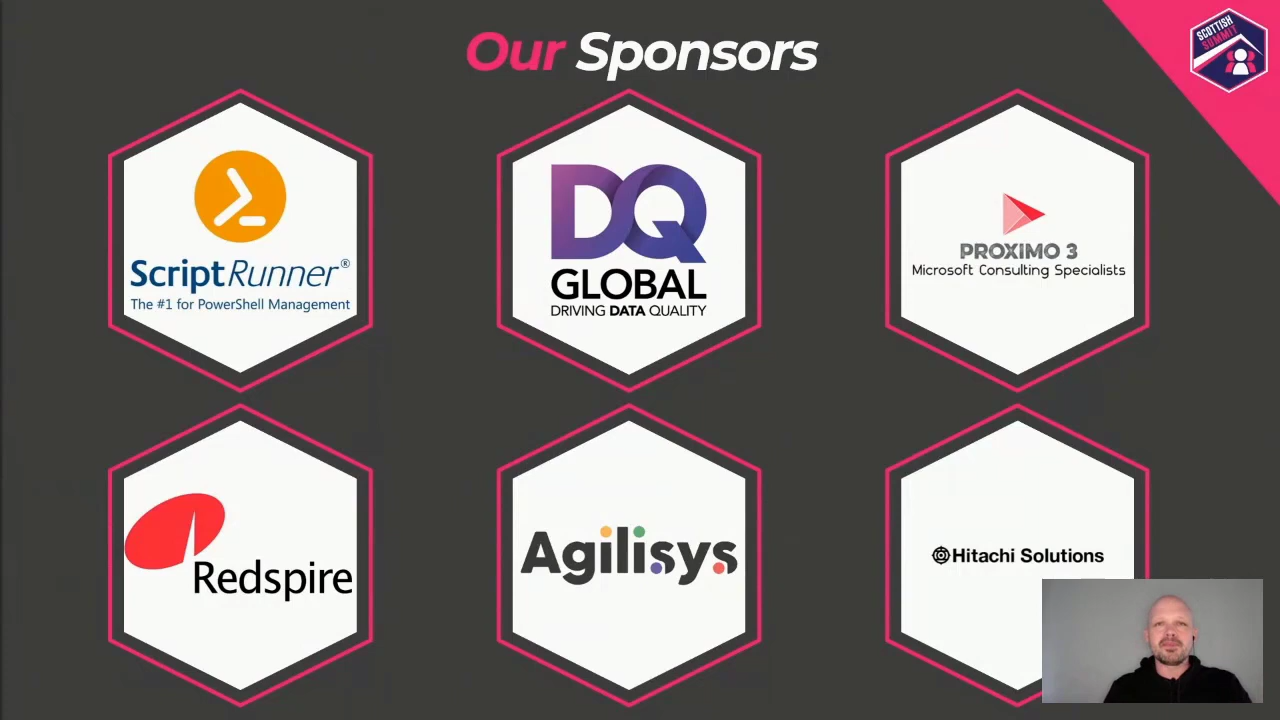 Our Sponsors
SCOTTISH
SUMMIT
ScriptRunner®
The #1 for PowerShell Management
DQ
GLOBAL
DRIVING DATA QUALITY
PROXIMO 3
Microsoft Consulting Specialists
Redspire
Agilisys
Hitachi Solutions